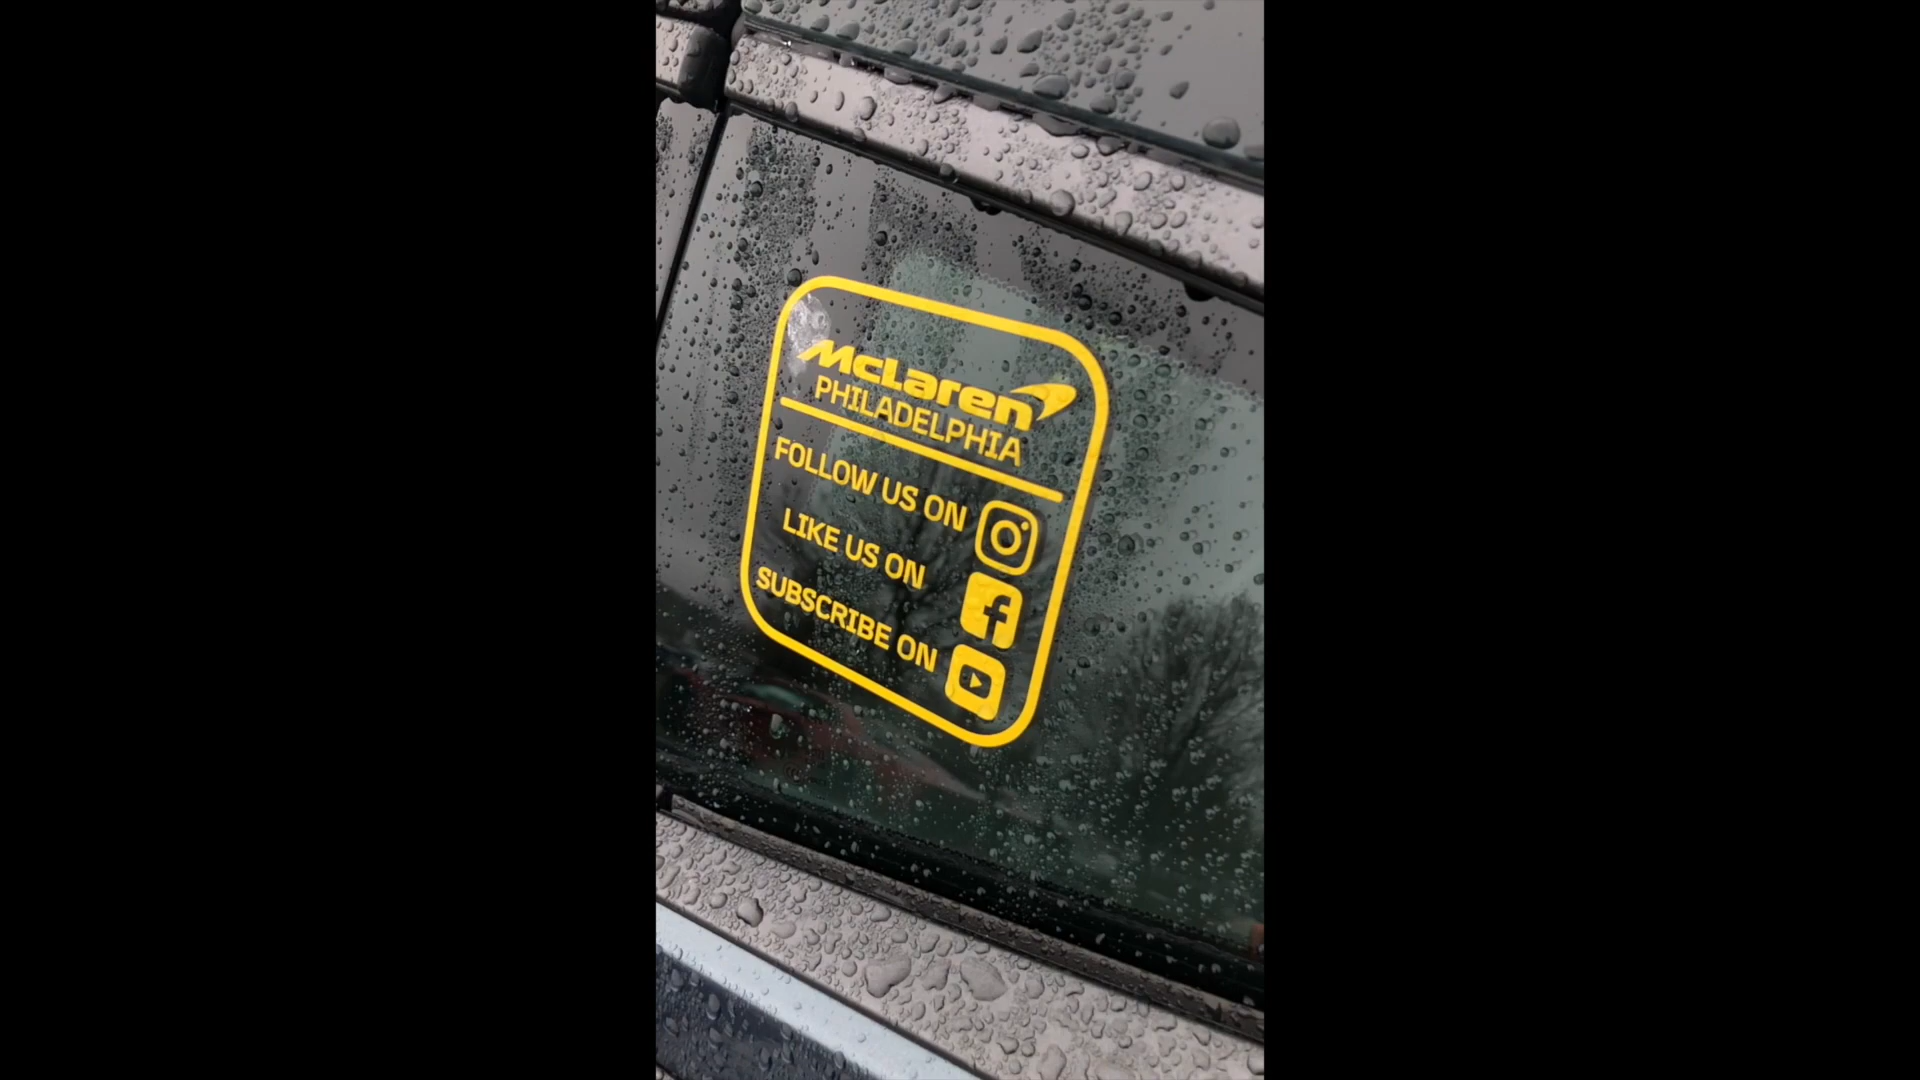 McLaren
PHILADELPHIA
FOLLOW US ON
LIKE US ON
SUBSCRIBE ON